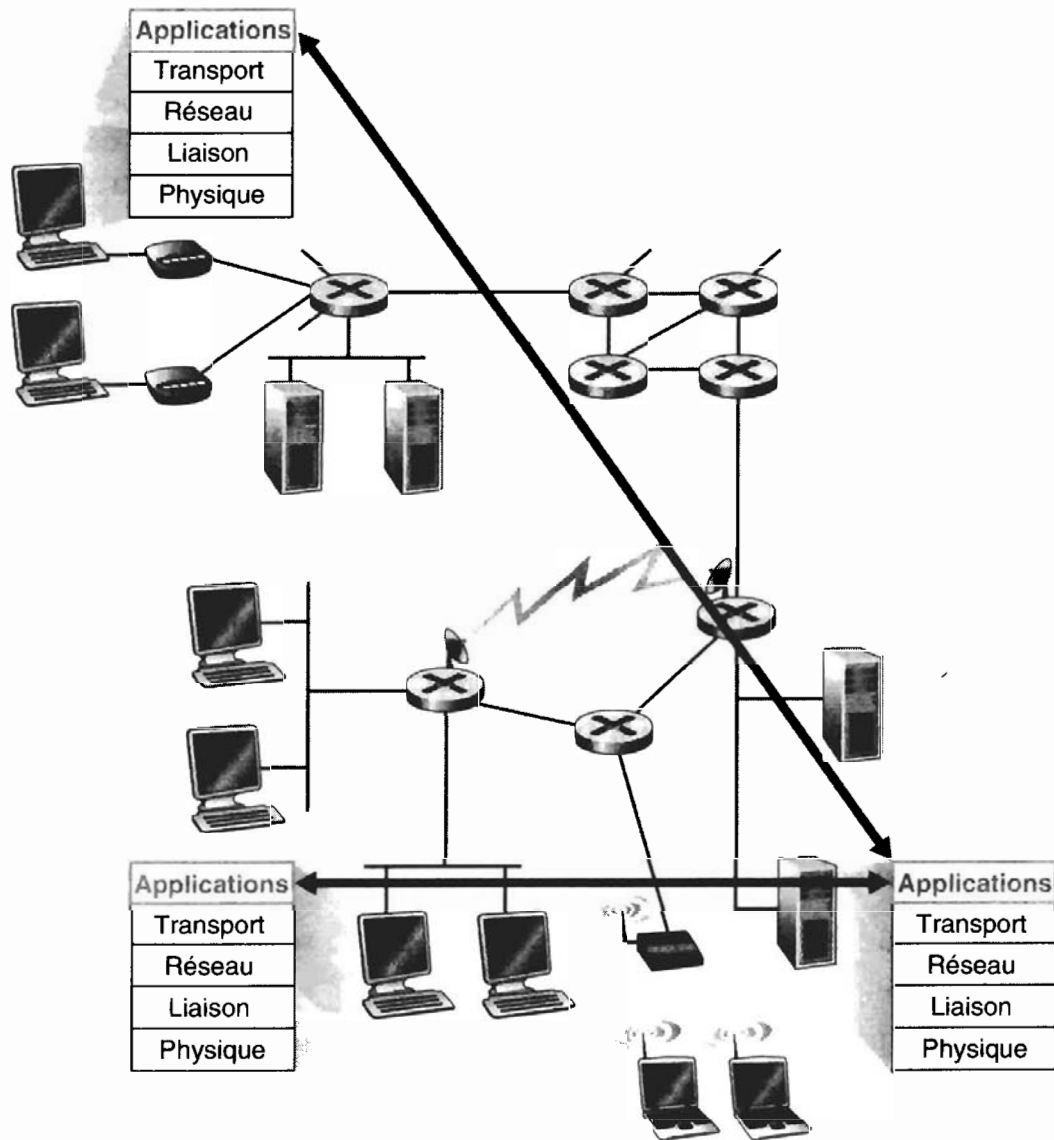 Applications
Transport
Réseau
Liaison
Physique
Applications
Transport
Réseau
Liaison
Physique
Applications
Transport
Réseau
Liaison
Physique